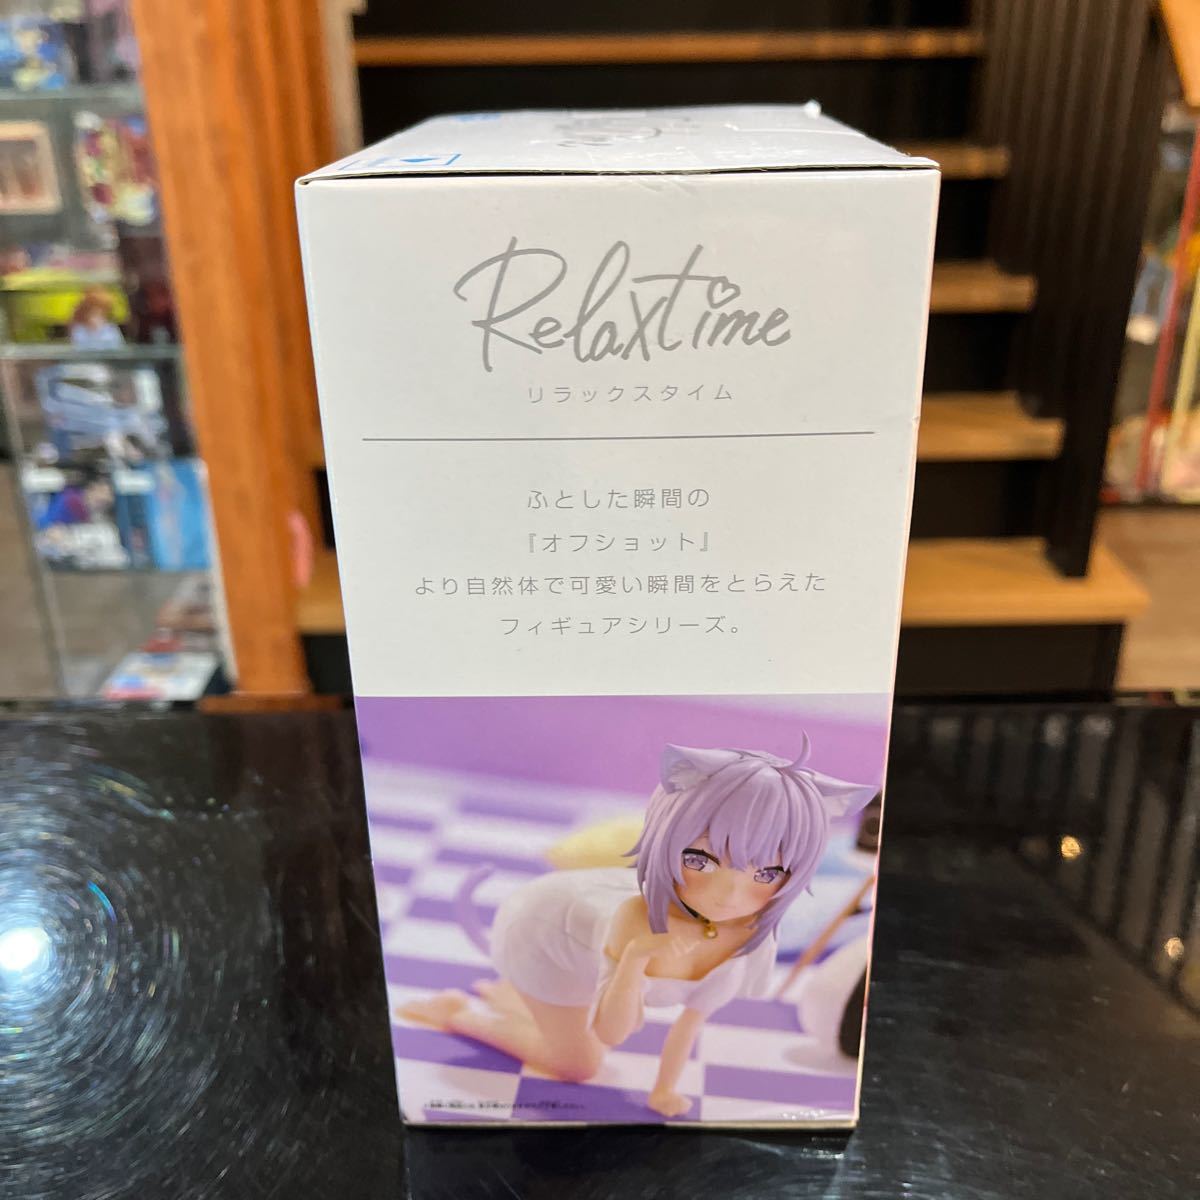 Relaxtime
リラックスタイム
ふとした瞬間の
『オフショット』
より自然体で可愛い瞬間をとらえた
フィギュアシリーズ。